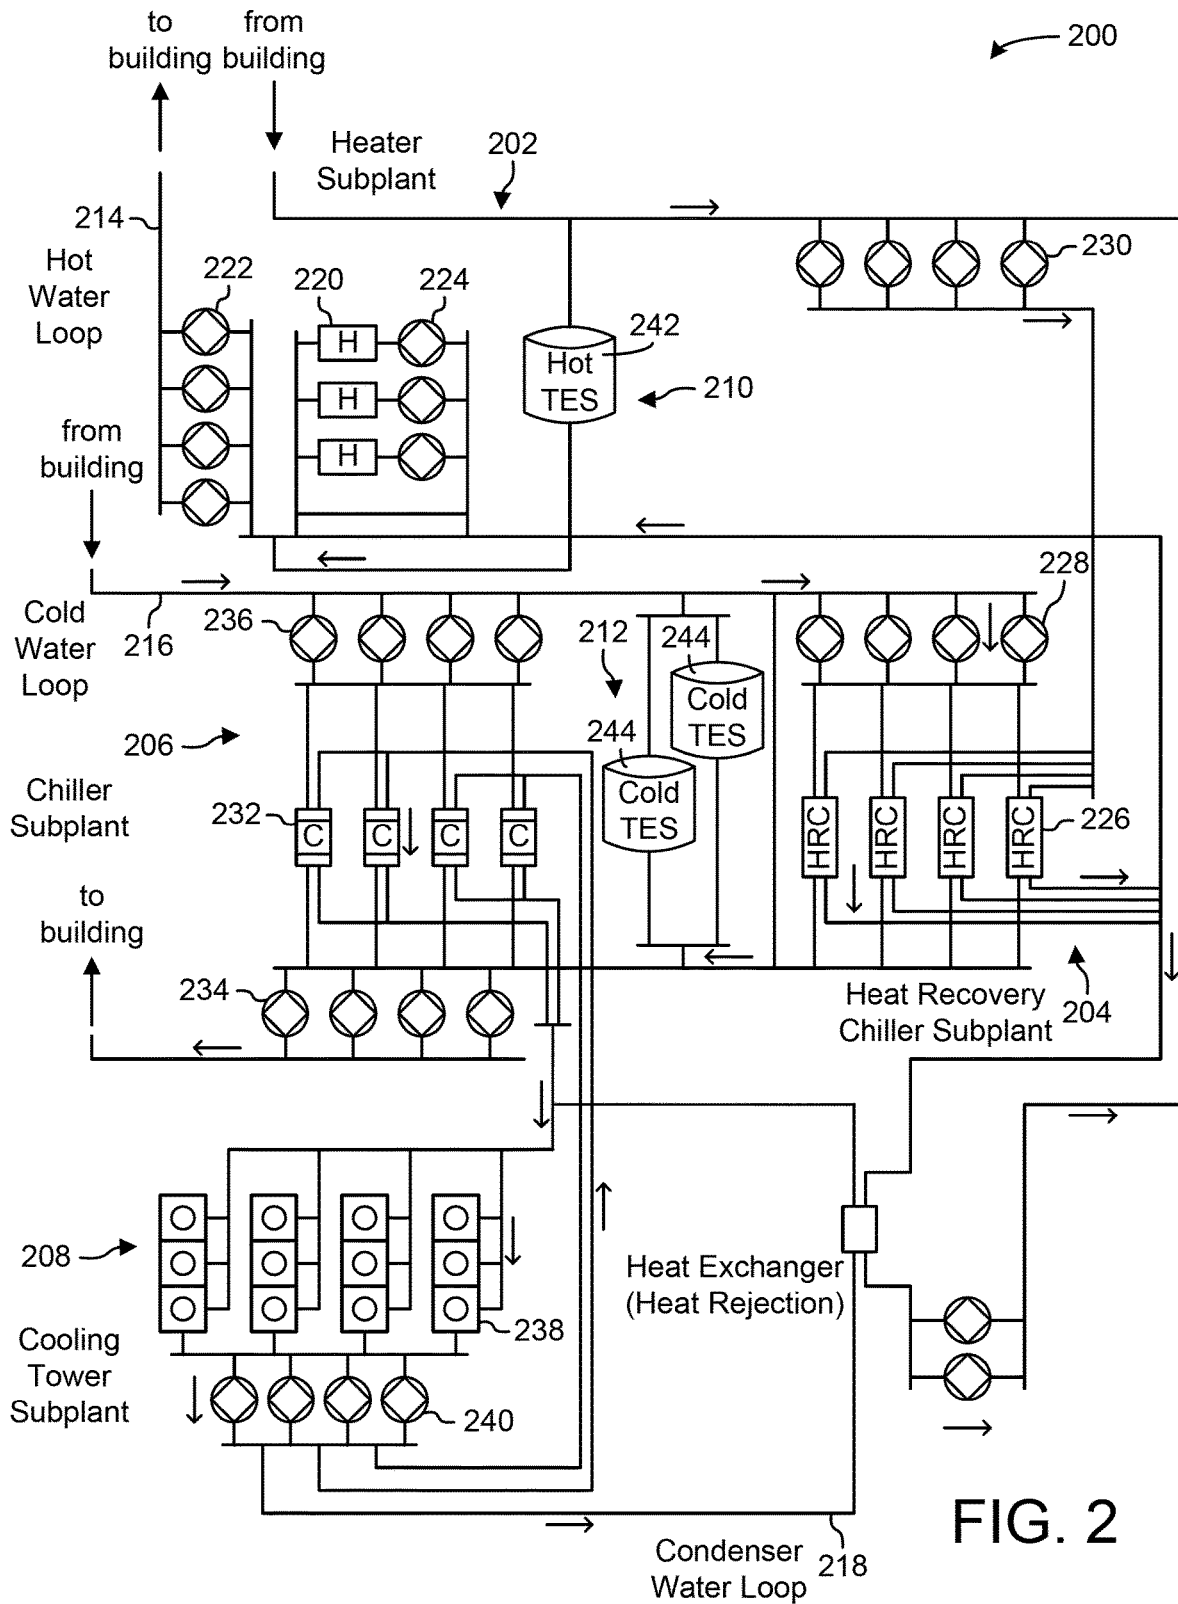 to
building
from
building
200
Heater
Subplant
202
214
Hot
Water
Loop
222
220
224
230
H
H
H
Hot
TES
242
210
from
building
Cold
Water
Loop
216
236
212
244
Cold
TES
228
206
244
Cold
TES
Chiller
Subplant
232
C
C
C
C
HRC
HRC
HRC
HRC
226
to
building
234
Heat Recovery
Chiller Subplant
204
208
238
Heat Exchanger
(Heat Rejection)
Cooling
Tower
Subplant
240
Condenser
Water Loop
218
FIG. 2